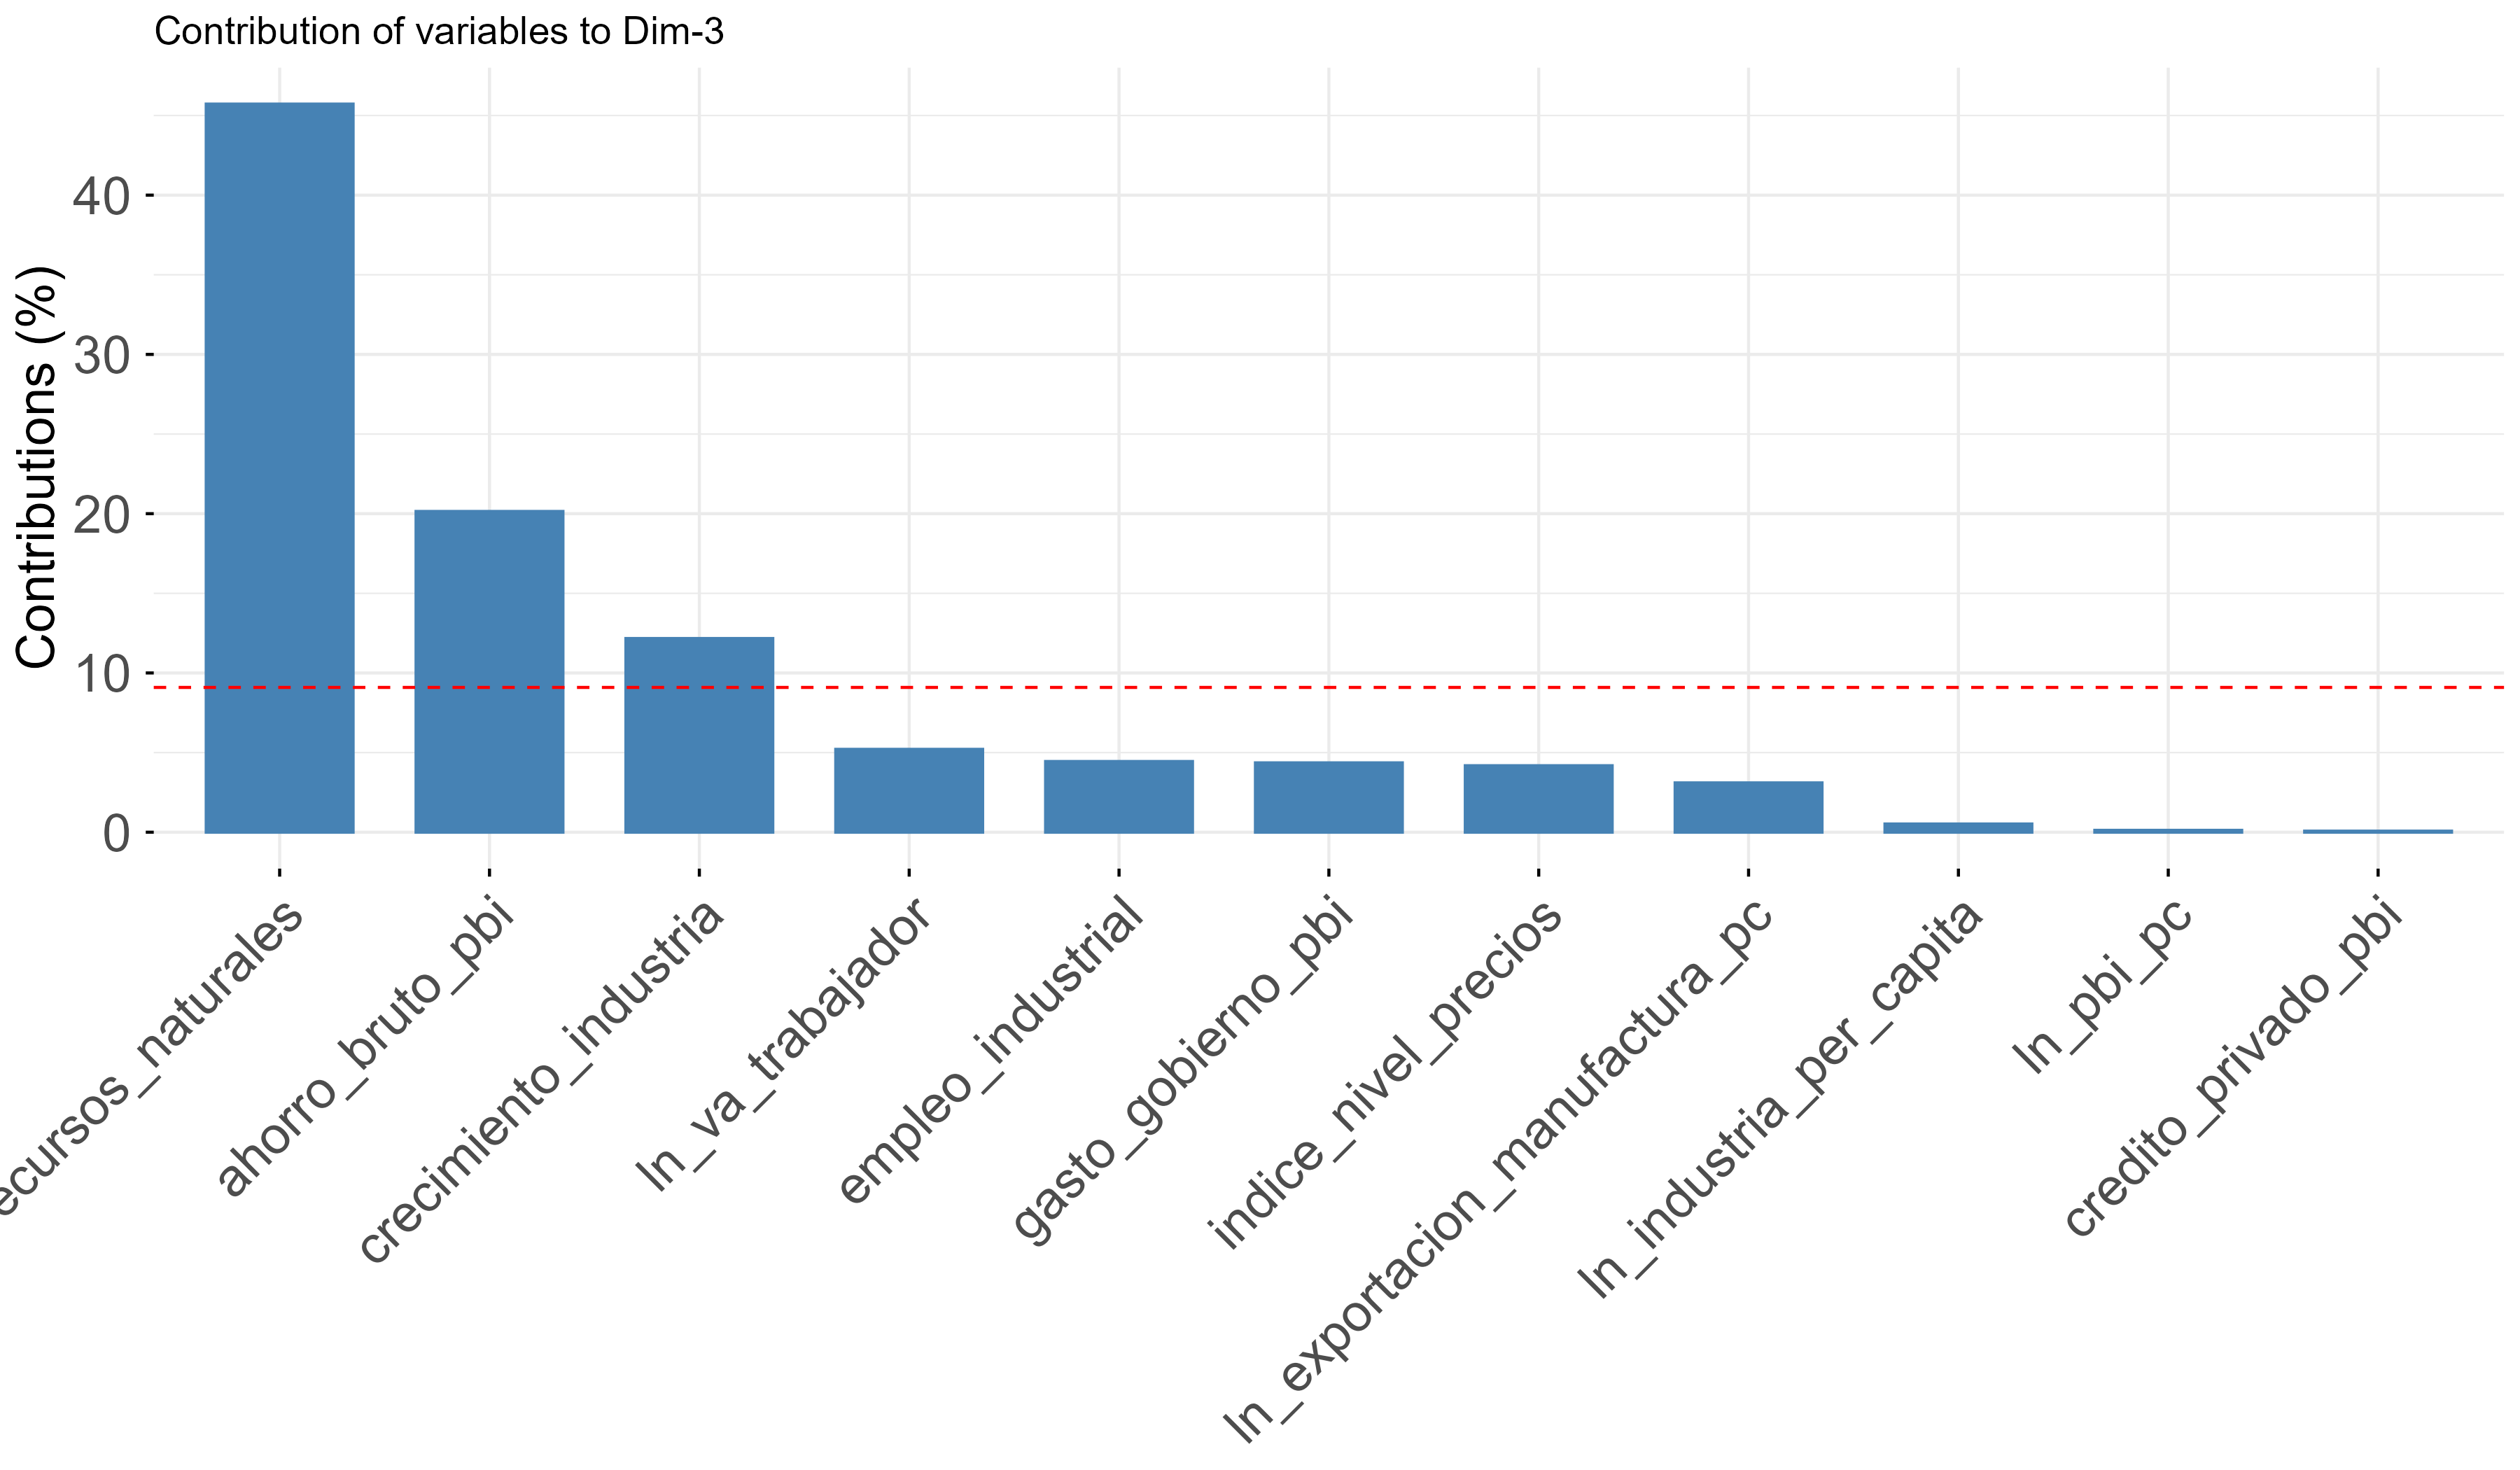 Contribution of variables to Dim-3
Contributions (%)
40
30
20
10
0
ecursos_naturales
ahorro_bruto_pbi
crecimiento_industria
ln_va_trabajador
empleo_industrial
gasto_gobierno_pbi
indice_nivel_precios
ln_exportacion_manufactura_pc
ln_industria_per_capita
ln_pbi_pc
credito_privado_pbi